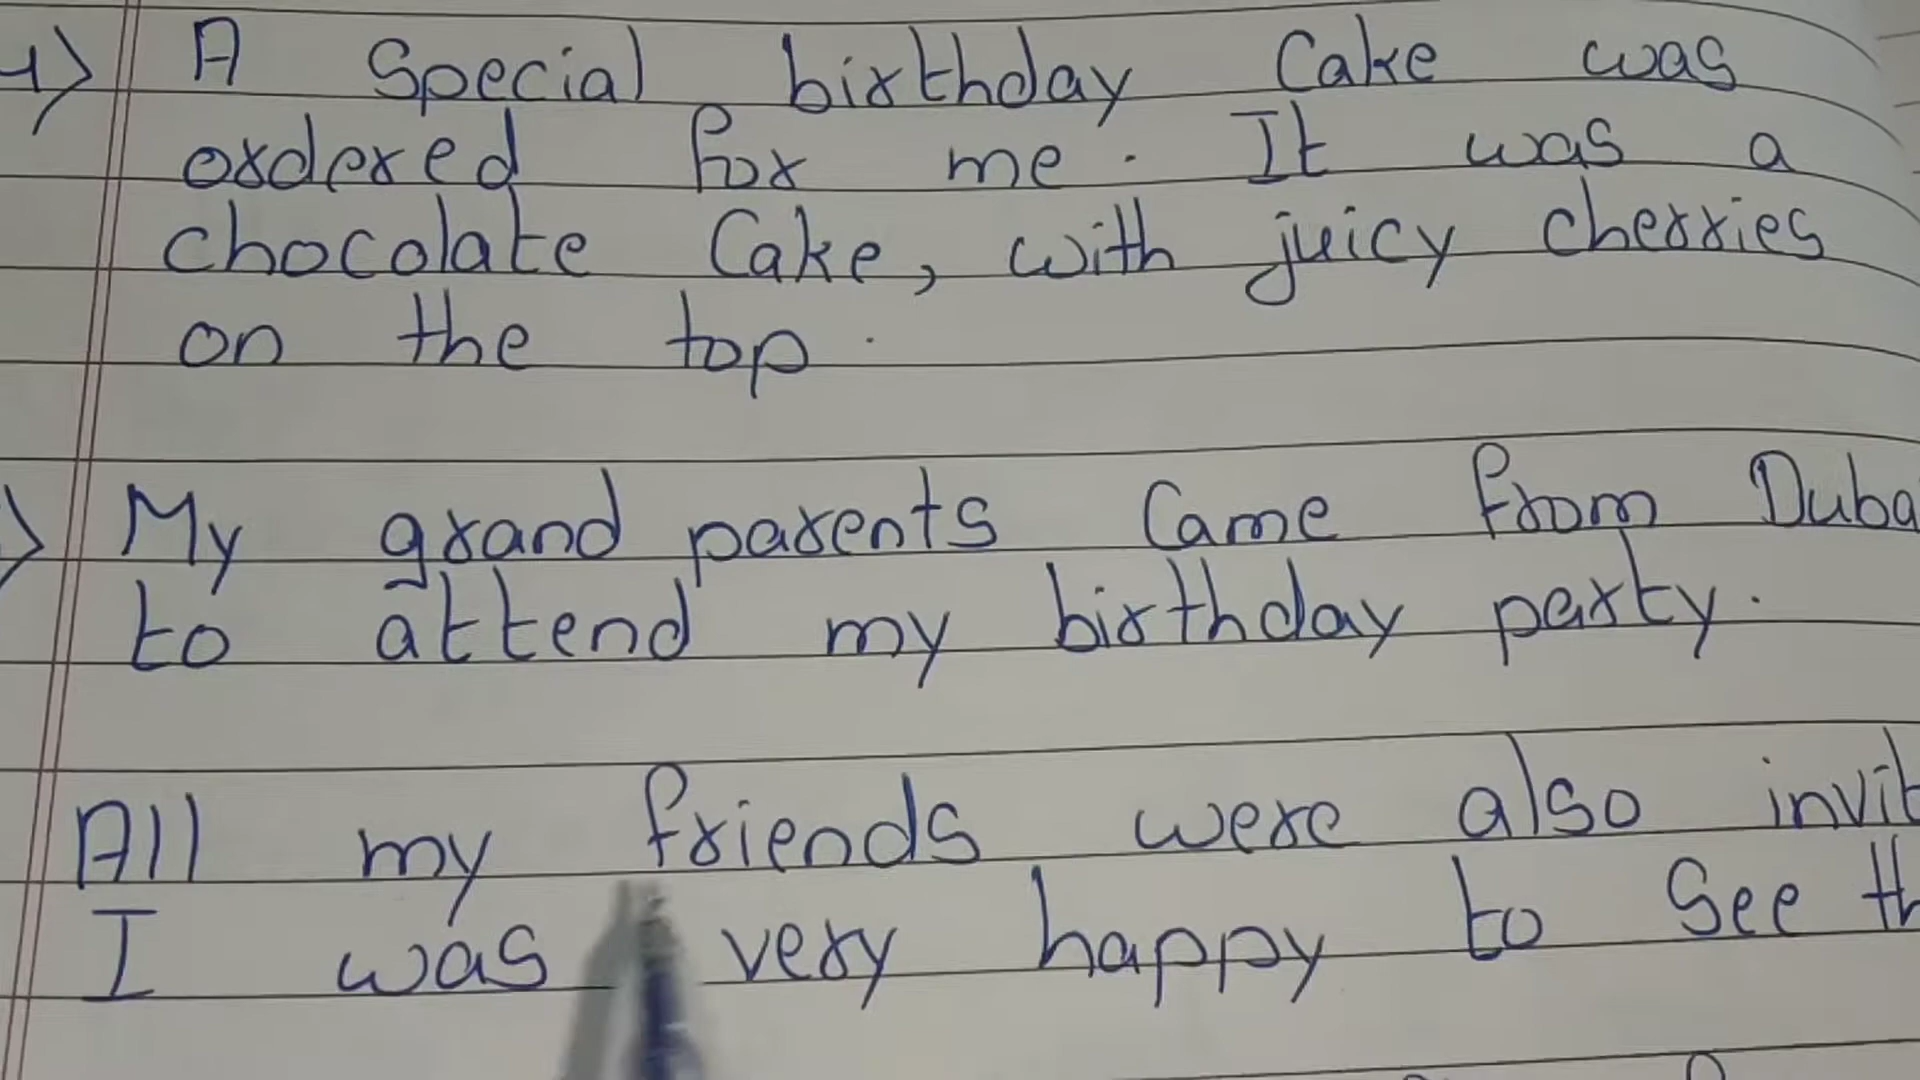 A Special birthday Cake was
ordered for me. It was a
chocolate Cake, with juicy cherries
on the top.
My grand parents Came from
to attend my birthday party.
All my friends were also
I was very happy to See